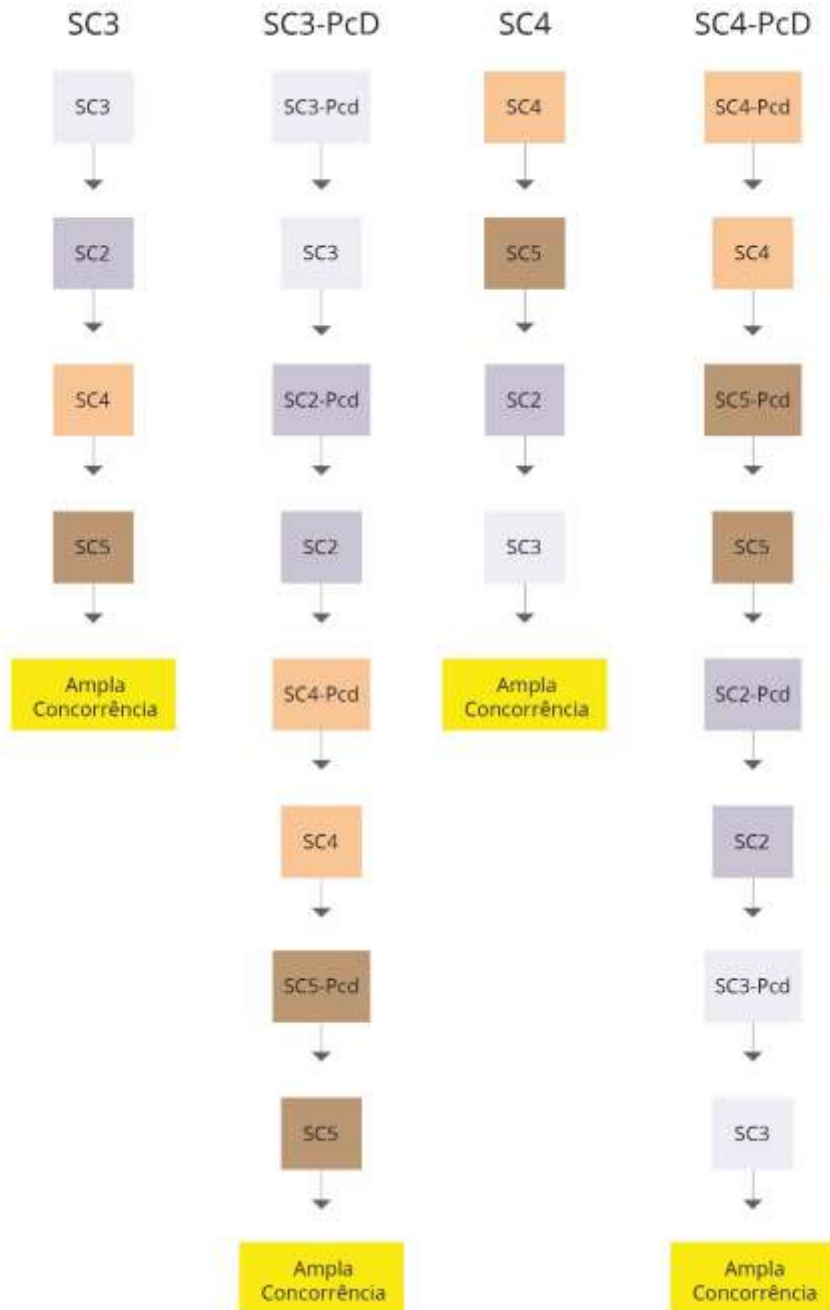 SC3
SC3
SC2
SC4
SC5
Ampla
Concorrência
SC3-PcD
SC3-Pcd
SC3
SC2-Pcd
SC2
SC4-Pcd
SC4
SC5-Pcd
SC5
Ampla
Concorrência
SC4
SC4
SC5
SC2
SC3
Ampla
Concorrência
SC4-PcD
SC4-Pcd
SC4
SC5-Pcd
SC5
SC2-Pcd
SC2
SC3-Pcd
SC3
Ampla
Concorrência